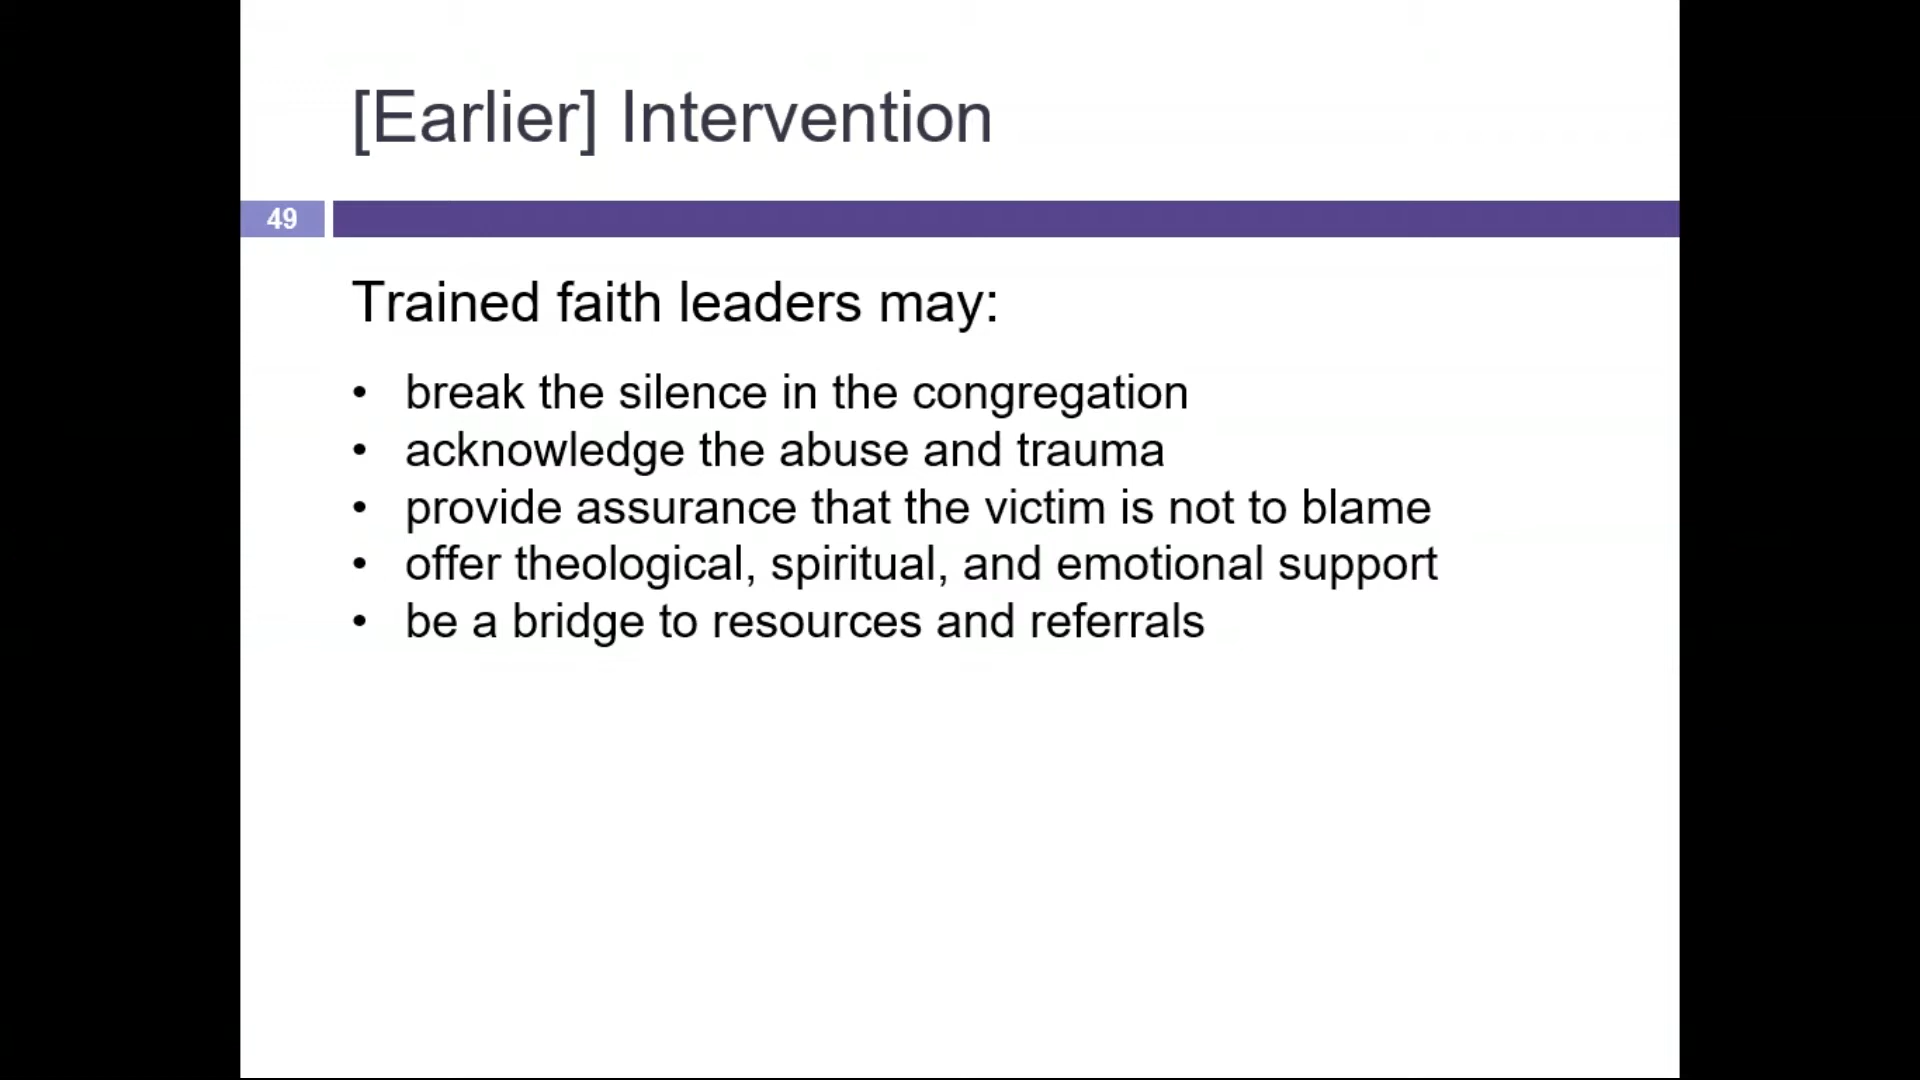 [Earlier] Intervention
49
Trained faith leaders may:
• break the silence in the congregation
• acknowledge the abuse and trauma
• provide assurance that the victim is not to blame
• offer theological, spiritual, and emotional support
• be a bridge to resources and referrals